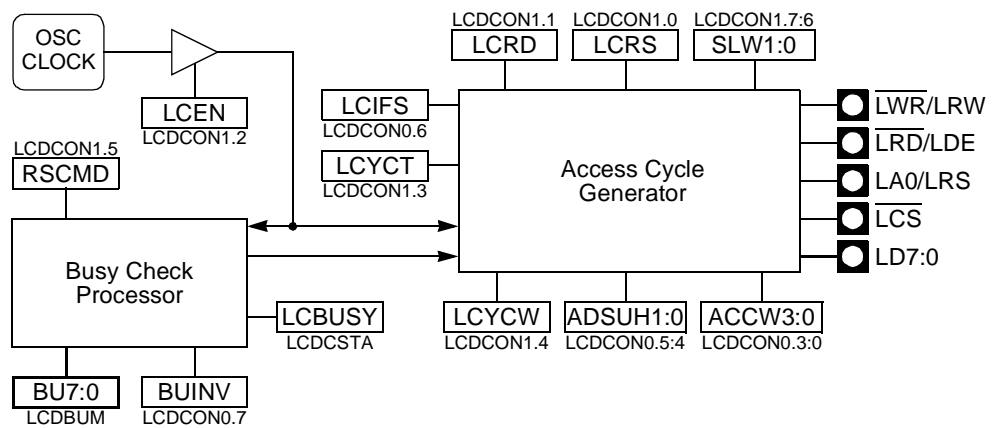 OSC
CLOCK
LCEN
LCDCON1.2
LCDCON1.5
RSCMD
Busy Check
Processor
LCBUSY
LCDCSTA
BU7:0
LCDBUM
BUINV
LCDCON0.7
LCDCON1.1
LCRD
LCDCON1.0
LCRS
LCDCON1.7:6
SLW1:0
LCIFS
LCDCON0.6
LCYCT
LCDCON1.3
Access Cycle
Generator
LWR/LRW
LRD/LDE
LA0/LRS
LCS
LD7:0
LCYCW
LCDCON1.4
ADSUH1:0
LCDCON0.5:4
ACCW3:0
LCDCON0.3:0